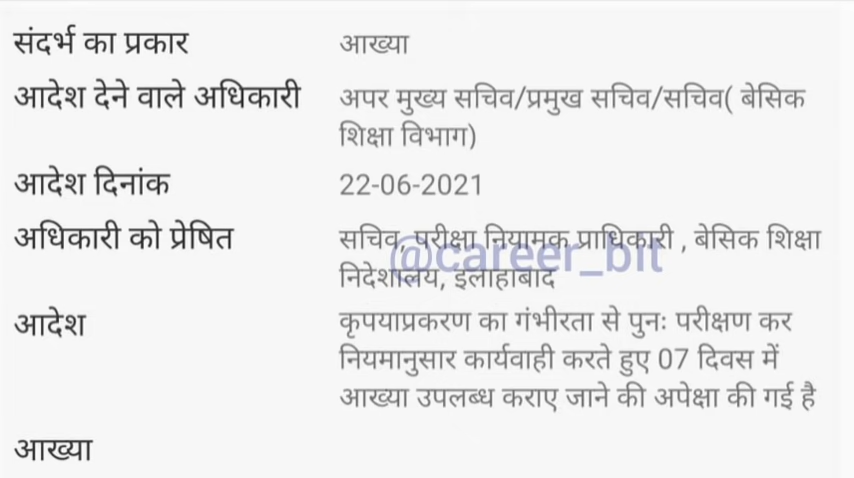 संदर्भ का प्रकार आख्या
आदेश देने वाले अधिकारी अपर मुख्य सचिव/प्रमुख सचिव/सचिव( बेसिक
शिक्षा विभाग)
आदेश दिनांक 22-06-2021
अधिकारी को प्रेषित सचिव, परीक्षा नियामक प्राधिकारी , बेसिक शिक्षा
@career_bit
निदेशालय, इलाहाबाद
आदेश कृपयाप्रकरण का गंभीरता से पुनः परीक्षण कर
नियमानुसार कार्यवाही करते हुए 07 दिवस में
आख्या उपलब्ध कराए जाने की अपेक्षा की गई है
आख्या